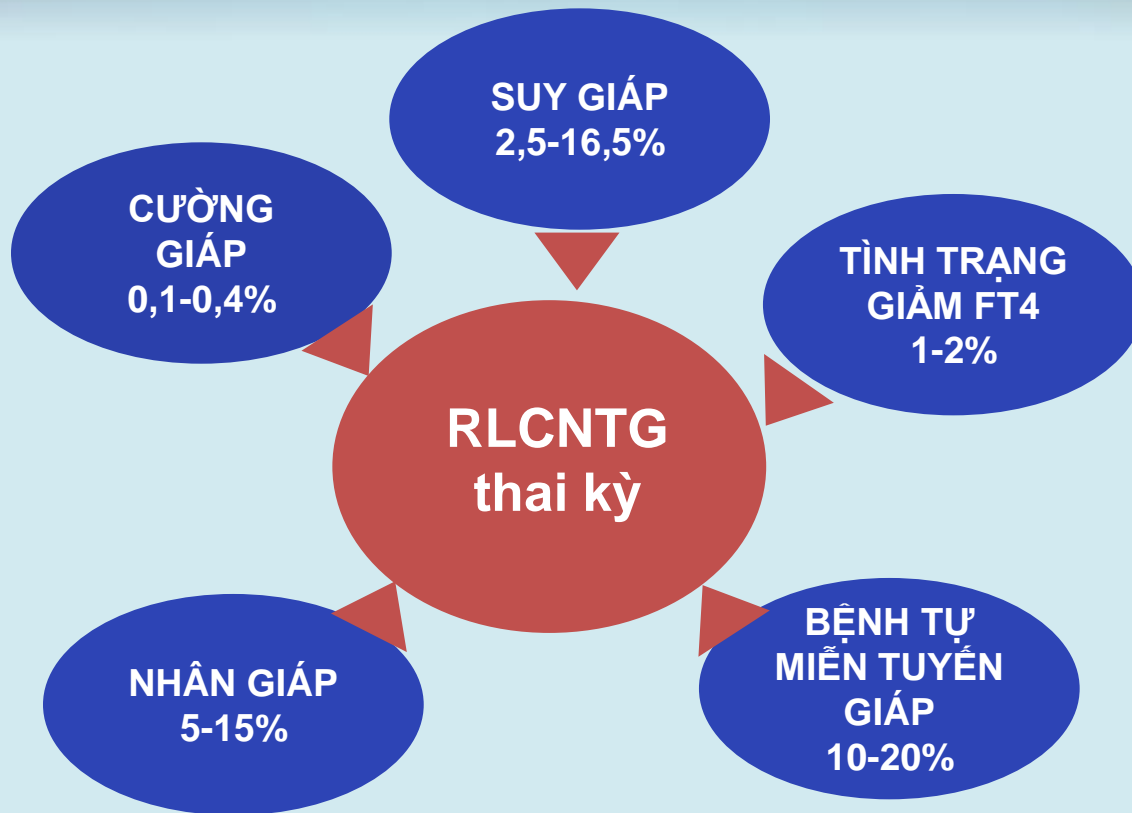 SUY GIÁP
2,5-16,5%
CƯỜNG
GIÁP
0,1-0,4%
TÌNH TRẠNG
GIẢM FT4
1-2%
RLCNTG
thai kỳ
NHÂN GIÁP
5-15%
BỆNH TỰ
MIỄN TUYẾN
GIÁP
10-20%